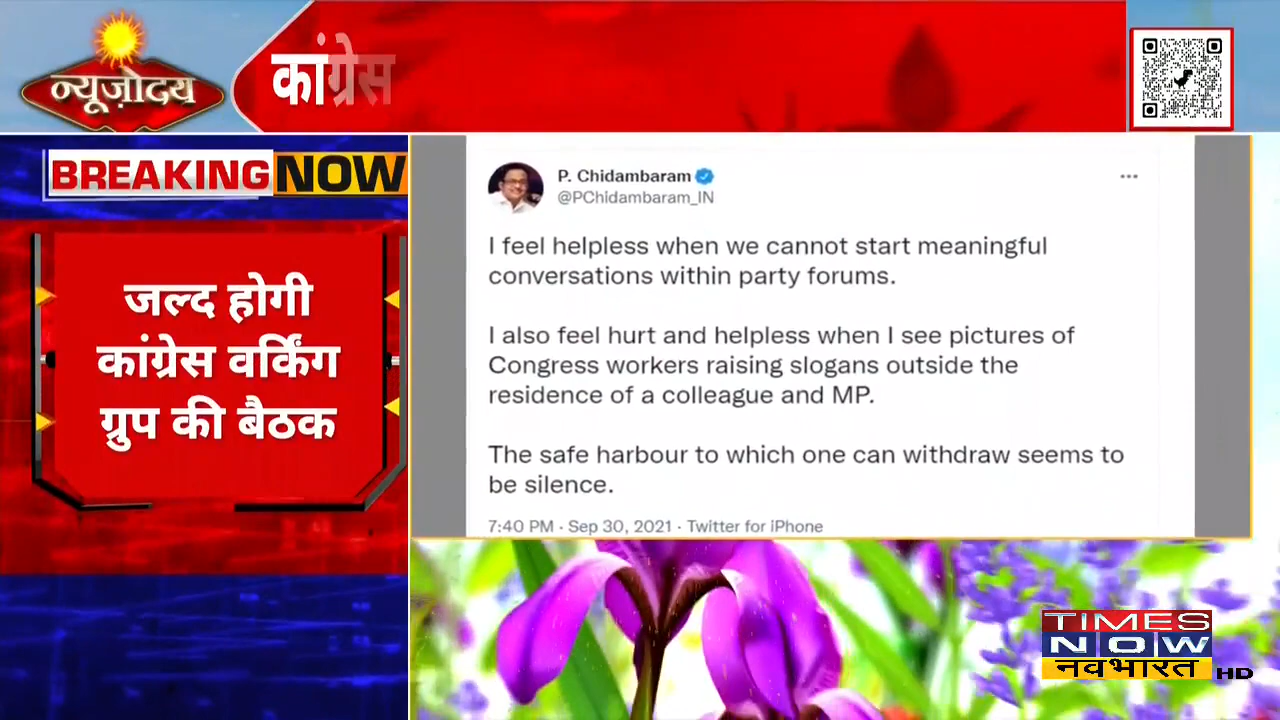 न्यूज़ोदय
कांग्रेस
BREAKING NOW
जल्द होगी
कांग्रेस वर्किंग
ग्रुप की बैठक
P. Chidambaram
@PChidambaram_IN
I feel helpless when we cannot start meaningful
conversations within party forums.
I also feel hurt and helpless when I see pictures of
Congress workers raising slogans outside the
residence of a colleague and MP.
The safe harbour to which one can withdraw seems to
be silence.
7:40 PM · Sep 30, 2021 · Twitter for iPhone
TIMES
NOW
नवभारत HD